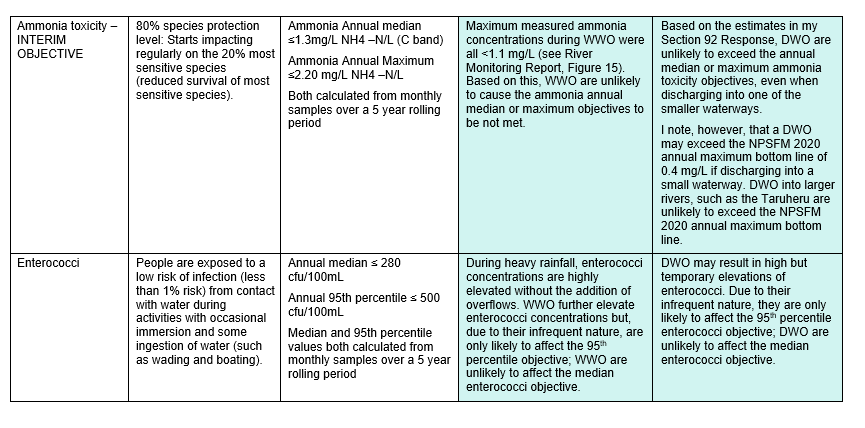 Ammonia toxicity –
INTERIM
OBJECTIVE
80% species protection
level: Starts impacting
regularly on the 20% most
sensitive species
(reduced survival of most
sensitive species).
Ammonia Annual median
≤1.3mg/L NH4 –N/L (C band)
Ammonia Annual Maximum
≤2.20 mg/L NH4 –N/L
Both calculated from monthly
samples over a 5 year rolling
period
Maximum measured ammonia
concentrations during WWO were
all <1.1 mg/L (see River
Monitoring Report, Figure 15).
Based on this, WWO are unlikely
to cause the ammonia annual
median or maximum objectives to
be not met.
Based on the estimates in my
Section 92 Response, DWO are
unlikely to exceed the annual
median or maximum ammonia
toxicity objectives, even when
discharging into one of the
smaller waterways.
I note, however, that a DWO
may exceed the NPSFM 2020
annual maximum bottom line of
0.4 mg/L if discharging into a
small waterway. DWO into larger
rivers, such as the Taruheru are
unlikely to exceed the NPSFM
2020 annual maximum bottom
line.
Enterococci
People are exposed to a
low risk of infection (less
than 1% risk) from contact
with water during
activities with occasional
immersion and some
ingestion of water (such
as wading and boating).
Annual median ≤ 280
cfu/100mL
Annual 95th percentile ≤ 500
cfu/100mL
Median and 95th percentile
values both calculated from
monthly samples over a 5 year
rolling period
During heavy rainfall, enterococci
concentrations are highly
elevated without the addition of
overflows. WWO further elevate
enterococci concentrations but,
due to their infrequent nature, are
only likely to affect the 95th
percentile objective; WWO are
unlikely to affect the median
enterococci objective.
DWO may result in high but
temporary elevations of
enterococci. Due to their
infrequent nature, they are only
likely to affect the 95th percentile
enterococci objective; DWO are
unlikely to affect the median
enterococci objective.